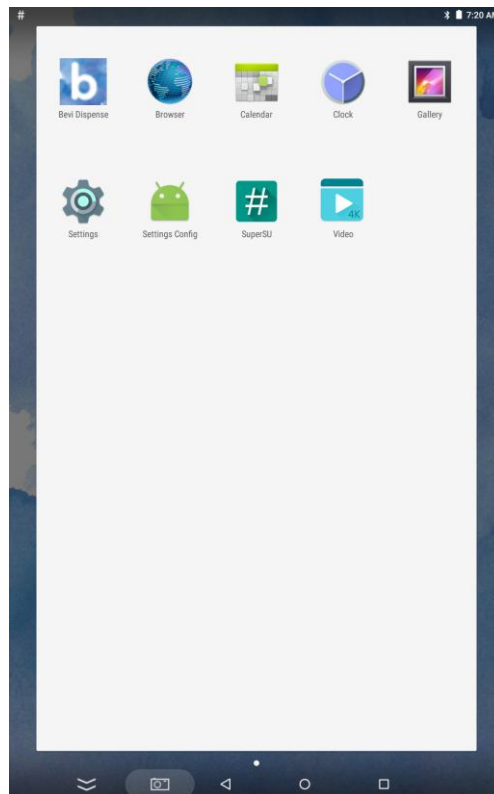 #
7:20 AM
b
Bevi Dispense
Browser
Calendar
Clock
Gallery
#
4K
Settings
Settings Config
SuperSU
Video